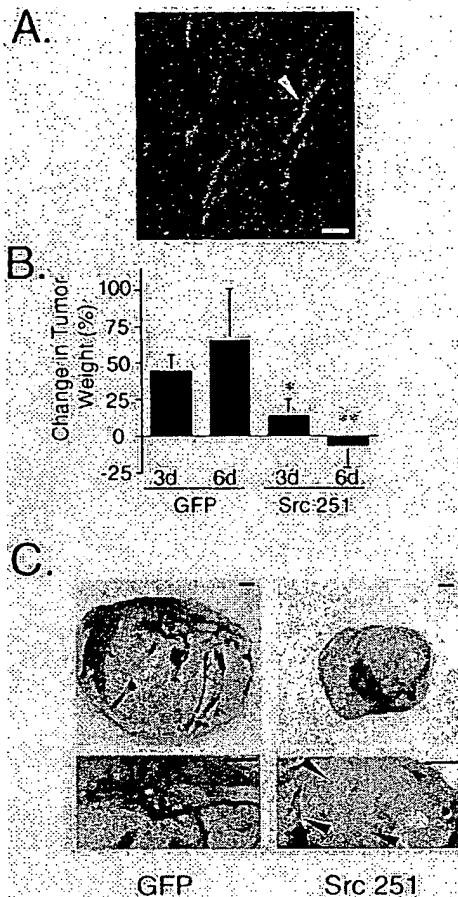 A.
B.
Change in Tumor
Weight (%)
100
75
50
25
0
-25
*
**
3d 6d 3d 6d
GFP Src 251
C.
GFP Src 251